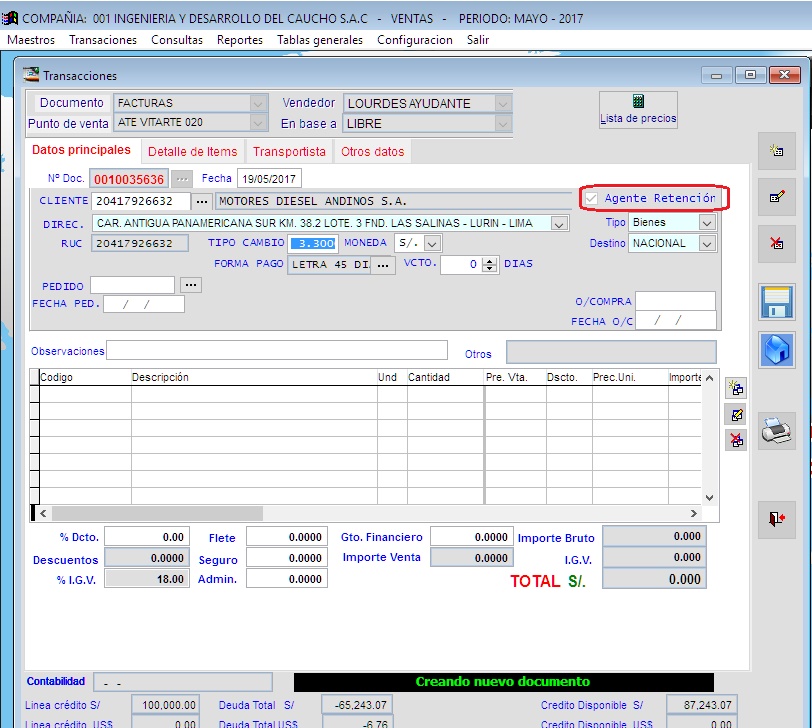 COMPAÑIA: 001 INGENIERIA Y DESARROLLO DEL CAUCHO S.A.C - VENTAS - PERIODO: MAYO - 2017
Maestros Transaciones Consultas Reportes Tablas generales Configuracion Salir
Transacciones
Documento FACTURAS Vendedor LOURDES AYUDANTE
Punto de venta ATE VITARTE 020 En base a LIBRE
Lista de precios
Datos principales Detalle de Items Transportista Otros datos
Nº Doc. 0010035636 ... Fecha 19/05/2017
CLIENTE 20417926632 ... MOTORES DIESEL ANDINOS S.A. Agente Retención
DIREC. CAR. ANTIGUA PANAMERICANA SUR KM. 38.2 LOTE. 3 FND. LAS SALINAS - LURIN - LIMA Tipo Bienes
RUC 20417926632 TIPO CAMBIO 3.300 MONEDA S/. Destino NACIONAL
FORMA PAGO LETRA 45 DI. ... VCTO. 0 DIAS
PEDIDO ...
FECHA PED. / / O/COMPRA
FECHA O/C / /
Observaciones Otros
Codigo Descripción Und Cantidad Pre. Vta. Dscto. Prec.Uni. Importe
% Dcto. 0.00 Flete 0.0000 Gto. Financiero 0.0000 Importe Bruto 0.000
Descuentos 0.0000 Seguro 0.0000 Importe Venta 0.0000 I.G.V. 0.000
% I.G.V. 18.00 Admin. 0.0000 TOTAL S/. 0.000
Contabilidad - - Creando nuevo documento
Linea crédito S/ 100,000.00 Deuda Total S/ -65,243.07 Credito Disponible S/ 87,243.07
Linea crédito US$ 0.00 Deuda Total US$ -6.76 Credito Disponible US$ 0.00